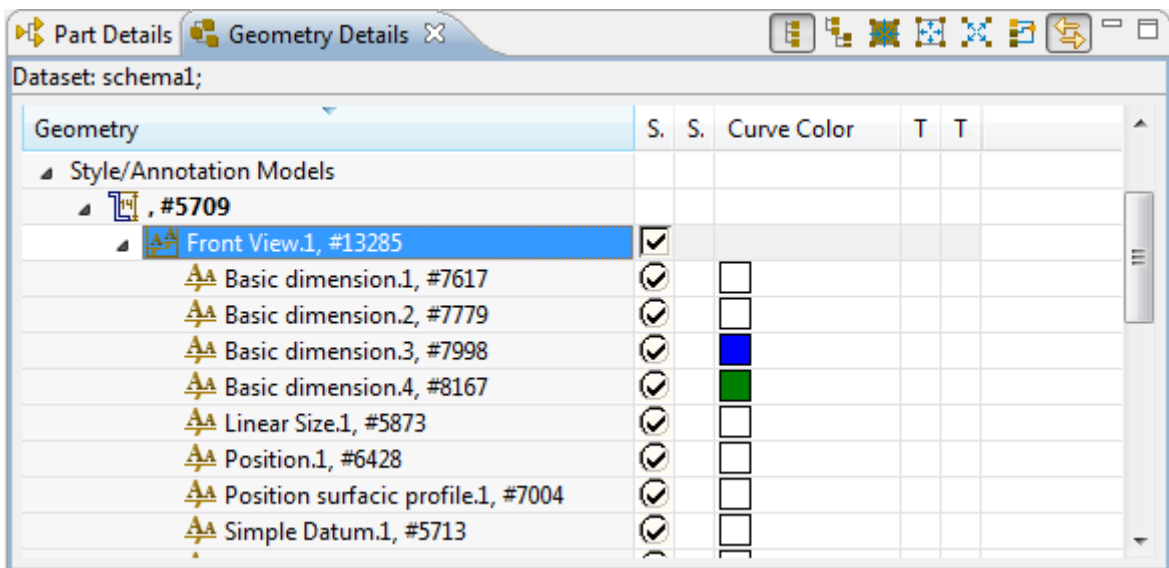 Part Details Geometry Details
Dataset: schema1;
Geometry S. S. Curve Color T T
Style/Annotation Models
, #5709
Front View.1, #13285
Basic dimension.1, #7617
Basic dimension.2, #7779
Basic dimension.3, #7998
Basic dimension.4, #8167
Linear Size.1, #5873
Position.1, #6428
Position surfacic profile.1, #7004
Simple Datum.1, #5713